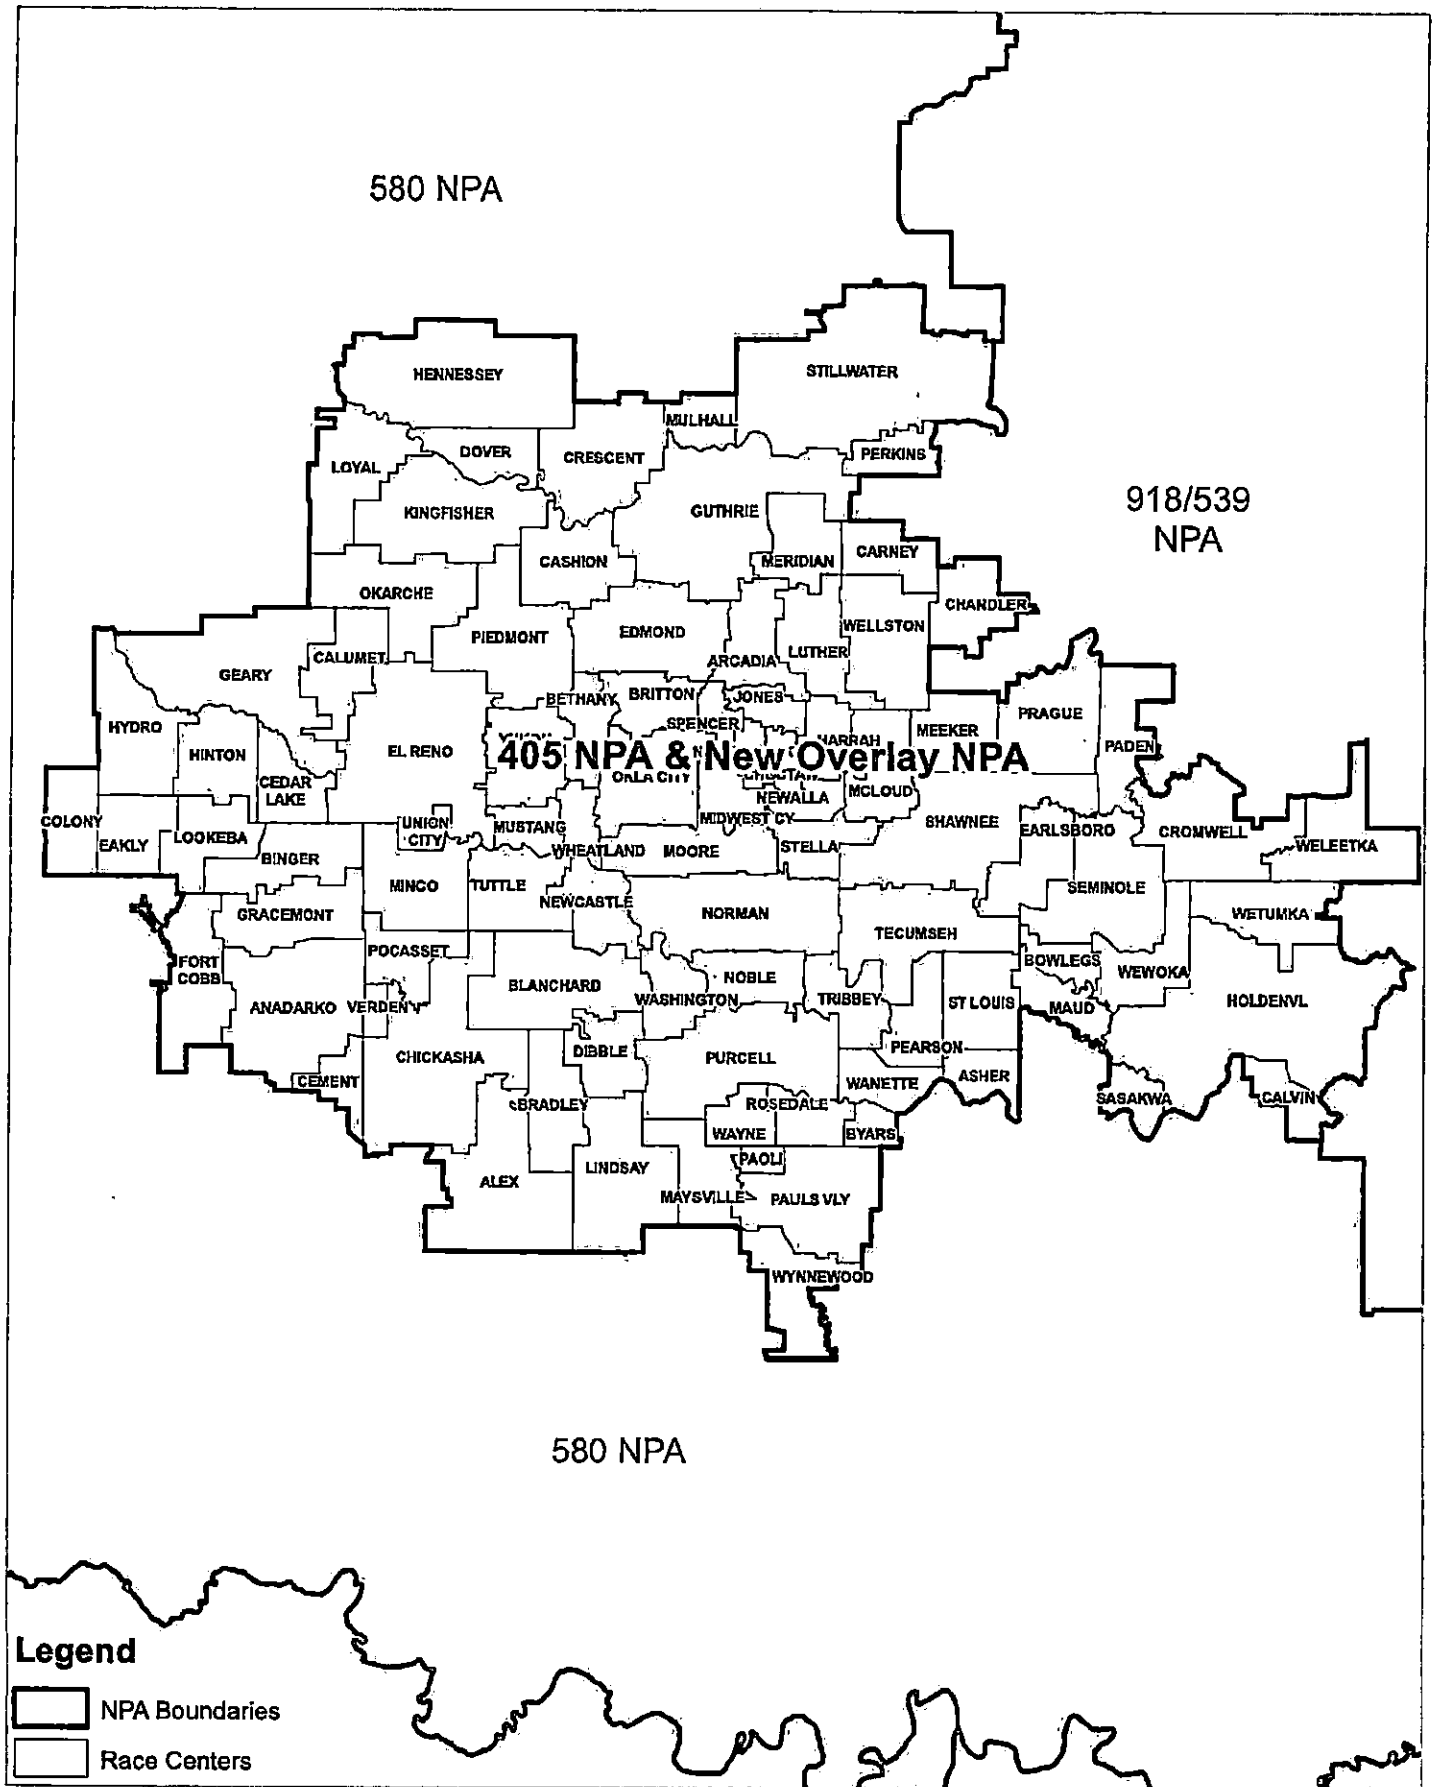 580 NPA
HENNESSEY
STILLWATER
MULHALL
DOVER
CRESCENT
PERKINS
LOYAL
918/539
NPA
KINGFISHER
GUTHRIE
CASHION
MERIDIAN
CARNEY
OKARCHE
CHANDLER
PIEDMONT
EDMOND
WELLSTON
CALUMET
ARCADIA
LUTHER
GEARY
BETHANY
BRITTON
JONES
HYDRO
SPENCER
MEEKER
PRAGUE
HINTON
EL RENO
HARRAH
PADEN
405 NPA & New Overlay NPA
OKLA CITY
CEDAR
LAKE
NEWALLA
MCLOUD
COLONY
EAKLY
LOOKEBA
UNION
CITY
MUSTANG
MIDWEST CY
SHAWNEE
EARLSBORO
CROMWELL
WELEETKA
BINGER
WHEATLAND
MOORE
STELLA
MINCO
TUTTLE
SEMINOLE
NEWCASTLE
GRACEMONT
NORMAN
WETUMKA
TECUMSEH
POCASSET
FORT
COBB
BOWLEGS
WEWOKA
NOBLE
BLANCHARD
ANADARKO
VERDEN
WASHINGTON
TRIBBEY
ST LOUIS
MAUD
HOLDENVL
CHICKASHA
DIBBLE
PURCELL
PEARSON
CEMENT
WANETTE
ASHER
BRADLEY
ROSEDALE
SASAKWA
CALVIN
WAYNE
BYARS
PAOLI
ALEX
LINDSAY
MAYSVILLE
PAULS VLY
WYNNEWOOD
580 NPA
Legend
NPA Boundaries
Race Centers